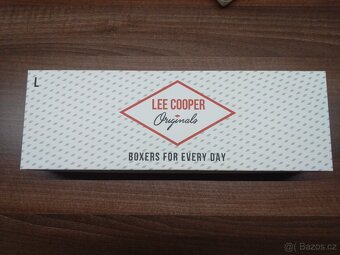 L
LEE COOPER
Originals
BOXERS FOR EVERY DAY
© Bazos.cz